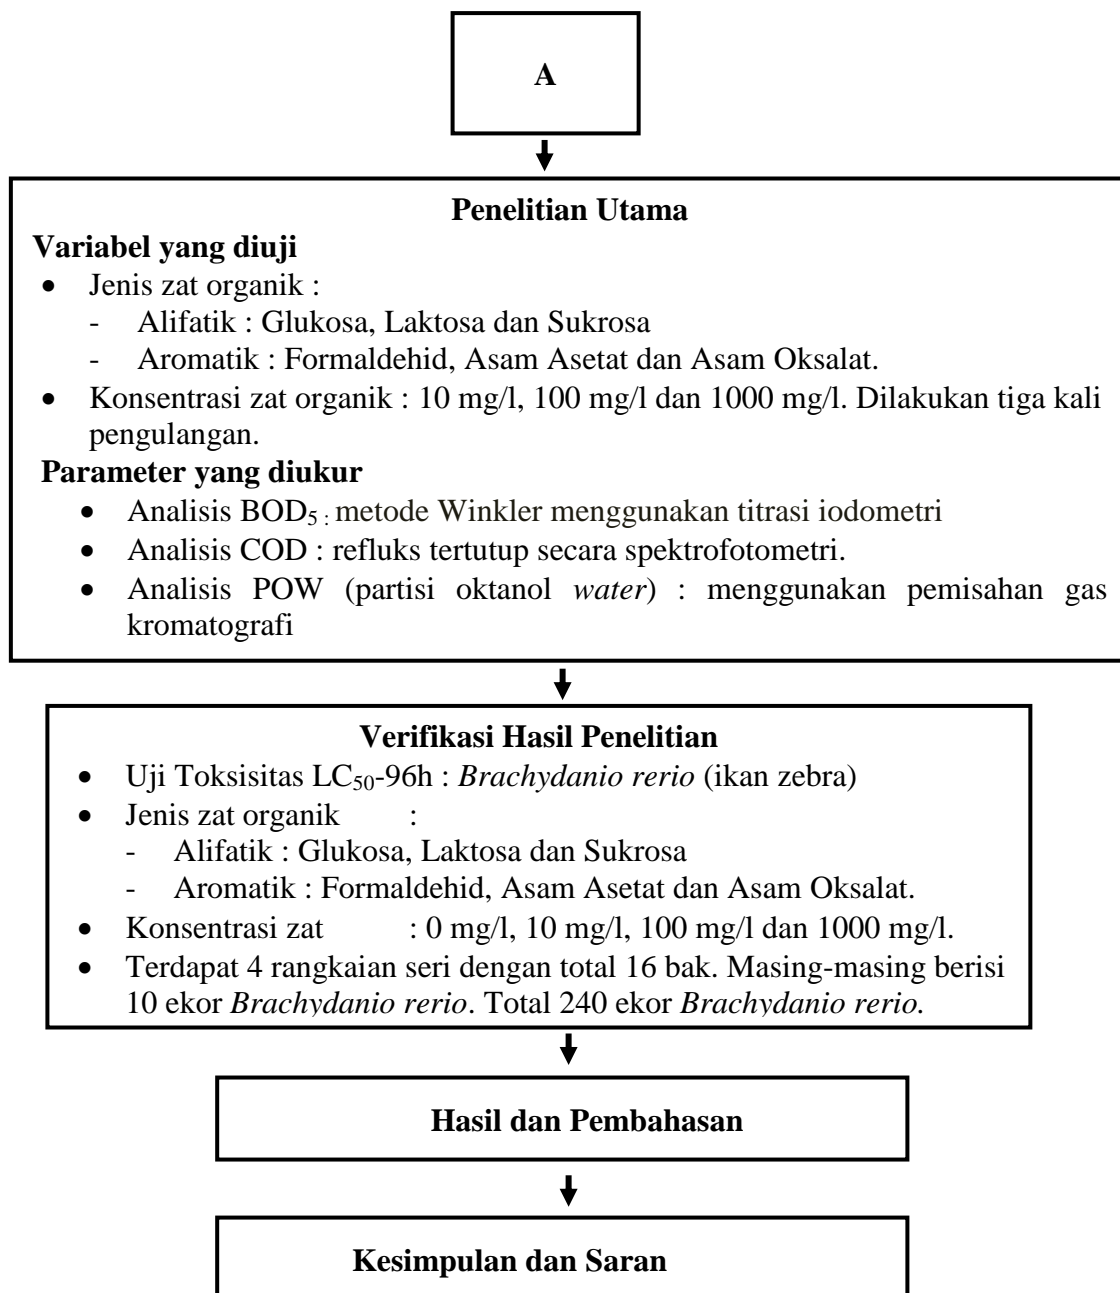 A
Penelitian Utama
Variabel yang diuji
• Jenis zat organik :
- Alifatik : Glukosa, Laktosa dan Sukrosa
- Aromatik : Formaldehid, Asam Asetat dan Asam Oksalat.
• Konsentrasi zat organik : 10 mg/l, 100 mg/l dan 1000 mg/l. Dilakukan tiga kali
pengulangan.
Parameter yang diukur
• Analisis BOD₅ : metode Winkler menggunakan titrasi iodometri
• Analisis COD : refluks tertutup secara spektrofotometri.
• Analisis POW (partisi oktanol water) : menggunakan pemisahan gas
kromatografi
Verifikasi Hasil Penelitian
• Uji Toksisitas LC₅₀-96h : Brachydanio rerio (ikan zebra)
• Jenis zat organik :
- Alifatik : Glukosa, Laktosa dan Sukrosa
- Aromatik : Formaldehid, Asam Asetat dan Asam Oksalat.
• Konsentrasi zat : 0 mg/l, 10 mg/l, 100 mg/l dan 1000 mg/l.
• Terdapat 4 rangkaian seri dengan total 16 bak. Masing-masing berisi
10 ekor Brachydanio rerio. Total 240 ekor Brachydanio rerio.
Hasil dan Pembahasan
Kesimpulan dan Saran